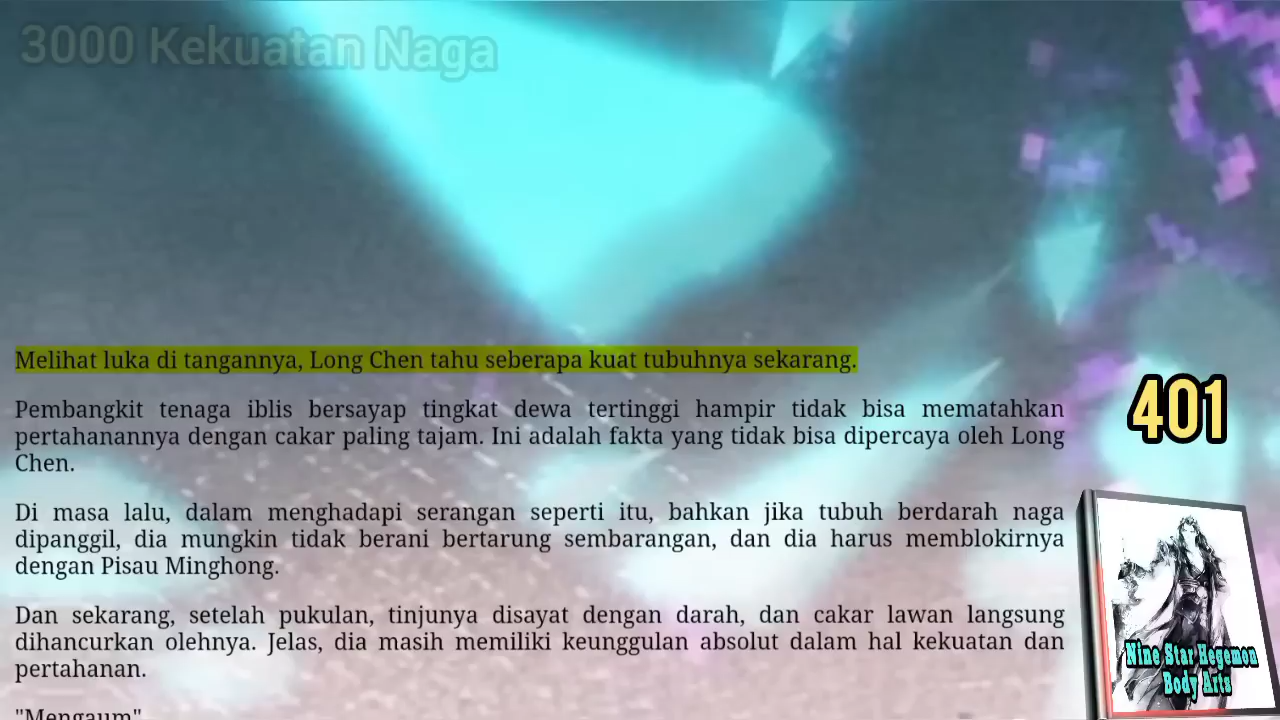 3000 Kekuatan Naga
Melihat luka di tangannya, Long Chen tahu seberapa kuat tubuhnya sekarang.
Pembangkit tenaga iblis bersayap tingkat dewa tertinggi hampir tidak bisa mematahkan
pertahanannya dengan cakar paling tajam. Ini adalah fakta yang tidak bisa dipercaya oleh Long
Chen.
Di masa lalu, dalam menghadapi serangan seperti itu, bahkan jika tubuh berdarah naga
dipanggil, dia mungkin tidak berani bertarung sembarangan, dan dia harus memblokirnya
dengan Pisau Minghong.
Dan sekarang, setelah pukulan, tinjunya disayat dengan darah, dan cakar lawan langsung
dihancurkan olehnya. Jelas, dia masih memiliki keunggulan absolut dalam hal kekuatan dan
pertahanan.
"Mengaum"
401
Nine Star Hegemon
Body Arts